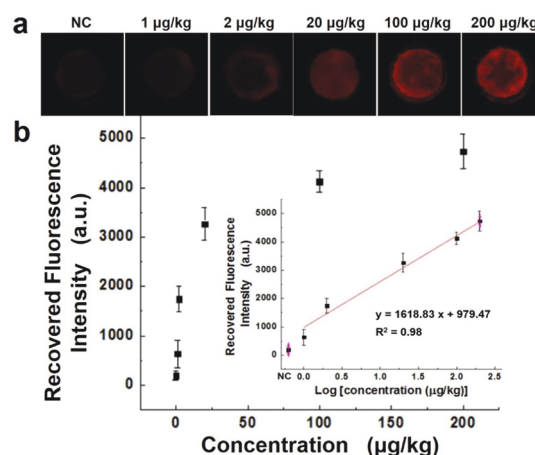 a
NC 1 µg/kg 2 µg/kg 20 µg/kg 100 µg/kg 200 µg/kg
b
Recovered Fluorescence
Intensity (a.u.)
5000
4000
3000
2000
1000
0
0 100 200
Concentration (µg/kg)
Recovered Fluorescence
Intensity
(a.u.)
5000
4000
3000
2000
1000
0
y = 1618.83 x + 979.47
R² = 0.98
NC 0.0 0.5 1.0 1.5 2.0 2.5
Log [concentration (µg/kg)]